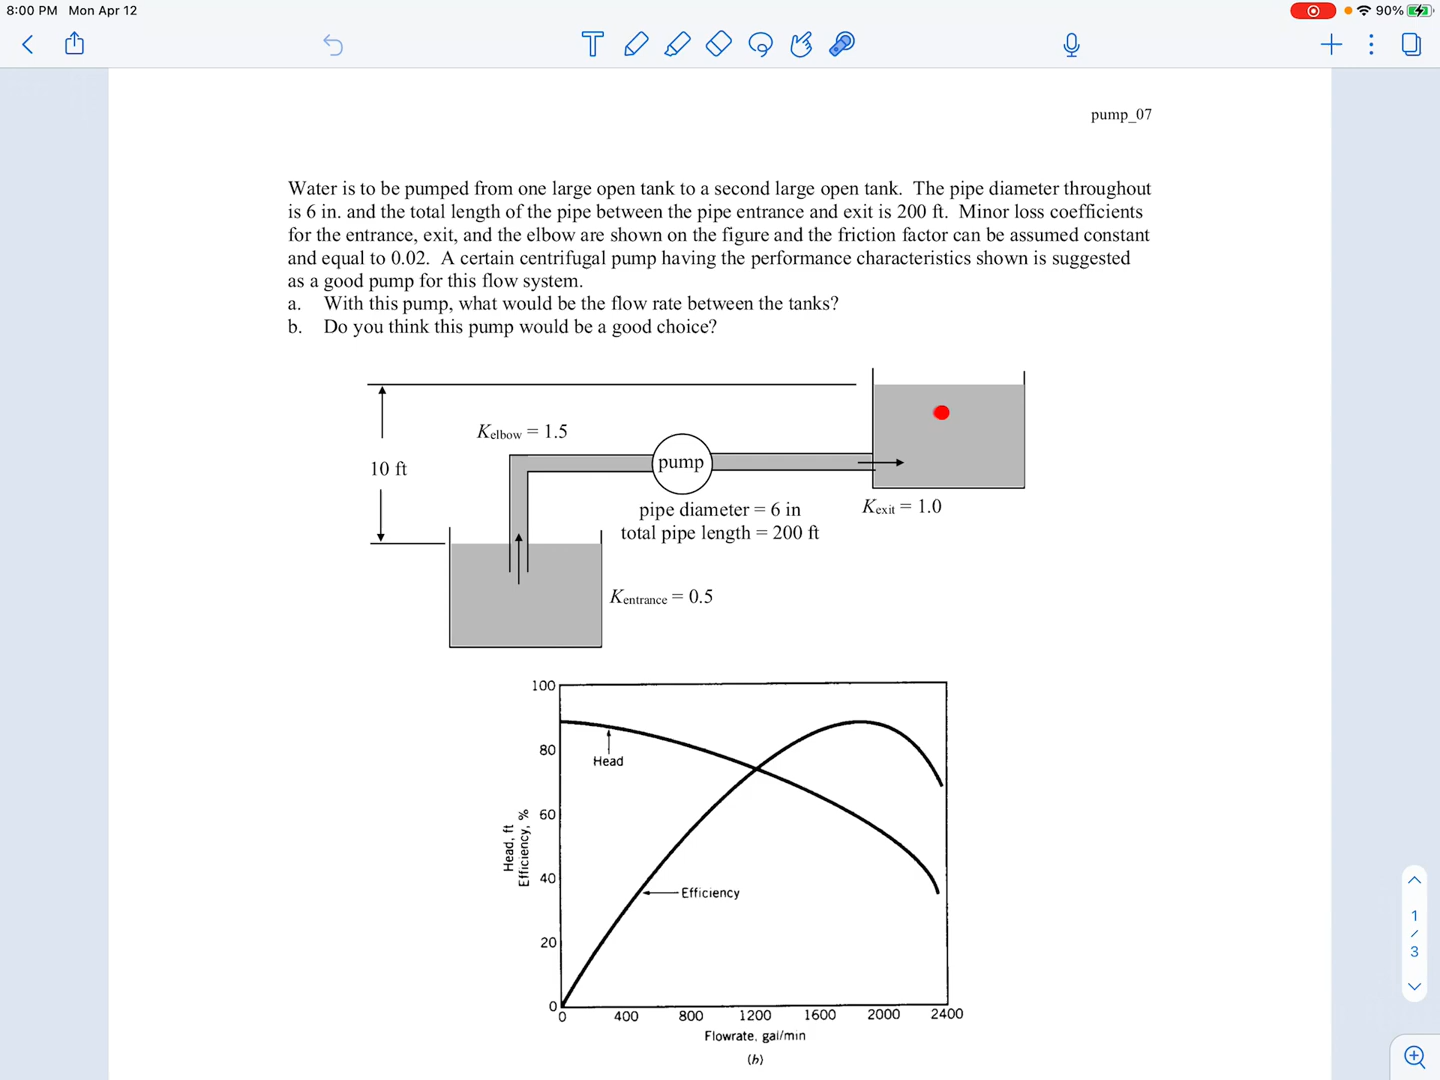 8:00 PM Mon Apr 12
90%
pump_07
Water is to be pumped from one large open tank to a second large open tank. The pipe diameter throughout
is 6 in. and the total length of the pipe between the pipe entrance and exit is 200 ft. Minor loss coefficients
for the entrance, exit, and the elbow are shown on the figure and the friction factor can be assumed constant
and equal to 0.02. A certain centrifugal pump having the performance characteristics shown is suggested
as a good pump for this flow system.
a. With this pump, what would be the flow rate between the tanks?
b. Do you think this pump would be a good choice?
Kelbow = 1.5
10 ft
pump
pipe diameter = 6 in
total pipe length = 200 ft
Kexit = 1.0
Kentrance = 0.5
100
80
60
40
20
0
Head, ft
Efficiency, %
Head
Efficiency
0 400 800 1200 1600 2000 2400
Flowrate, gal/min
(b)
1
/
3